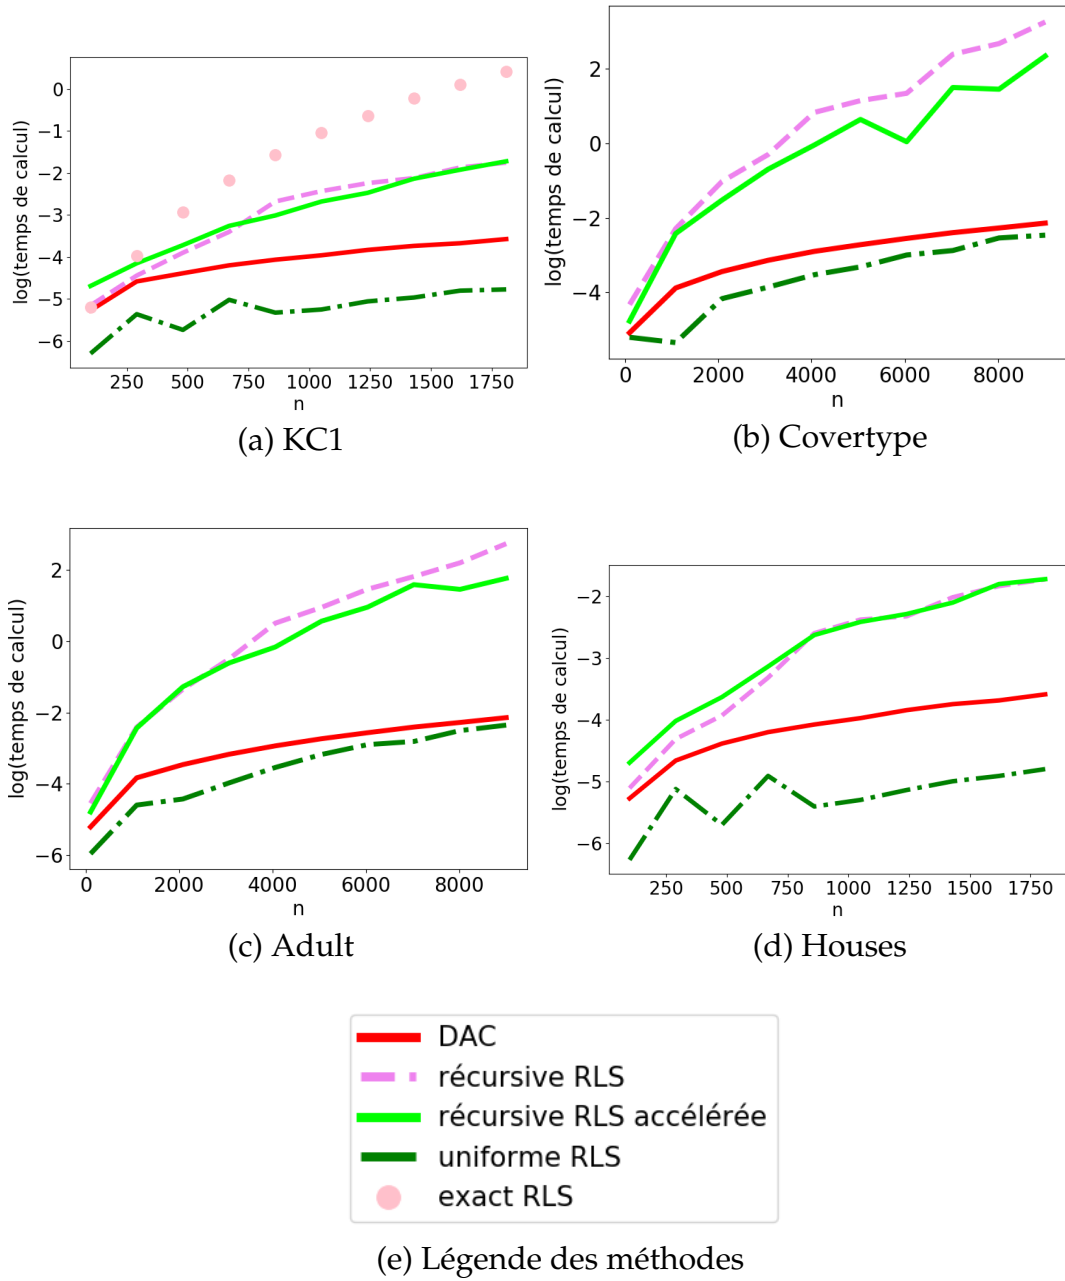 log(temps de calcul)
0
−1
−2
−3
−4
−5
−6
250 500 750 1000 1250 1500 1750
n
(a) KC1
log(temps de calcul)
2
0
−2
−4
0 2000 4000 6000 8000
n
(b) Covertype
log(temps de calcul)
2
0
−2
−4
−6
0 2000 4000 6000 8000
n
(c) Adult
log(temps de calcul)
−2
−3
−4
−5
−6
250 500 750 1000 1250 1500 1750
n
(d) Houses
DAC
récursive RLS
récursive RLS accélérée
uniforme RLS
exact RLS
(e) Légende des méthodes